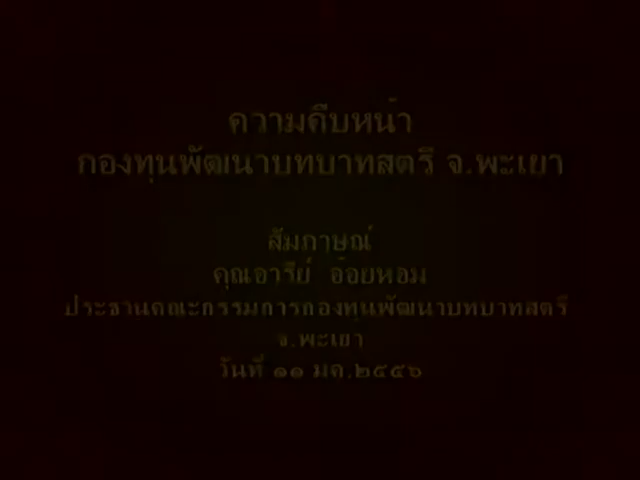 ความคืบหน้า
กองทุนพัฒนาบทบาทสตรี จ.พะเยา
สัมภาษณ์
คุณอารีย์ อ้อยหอม
ประธานคณะกรรมการกองทุนพัฒนาบทบาทสตรี
จ.พะเยา
วันที่ ๑๑ มค.๒๕๕๖